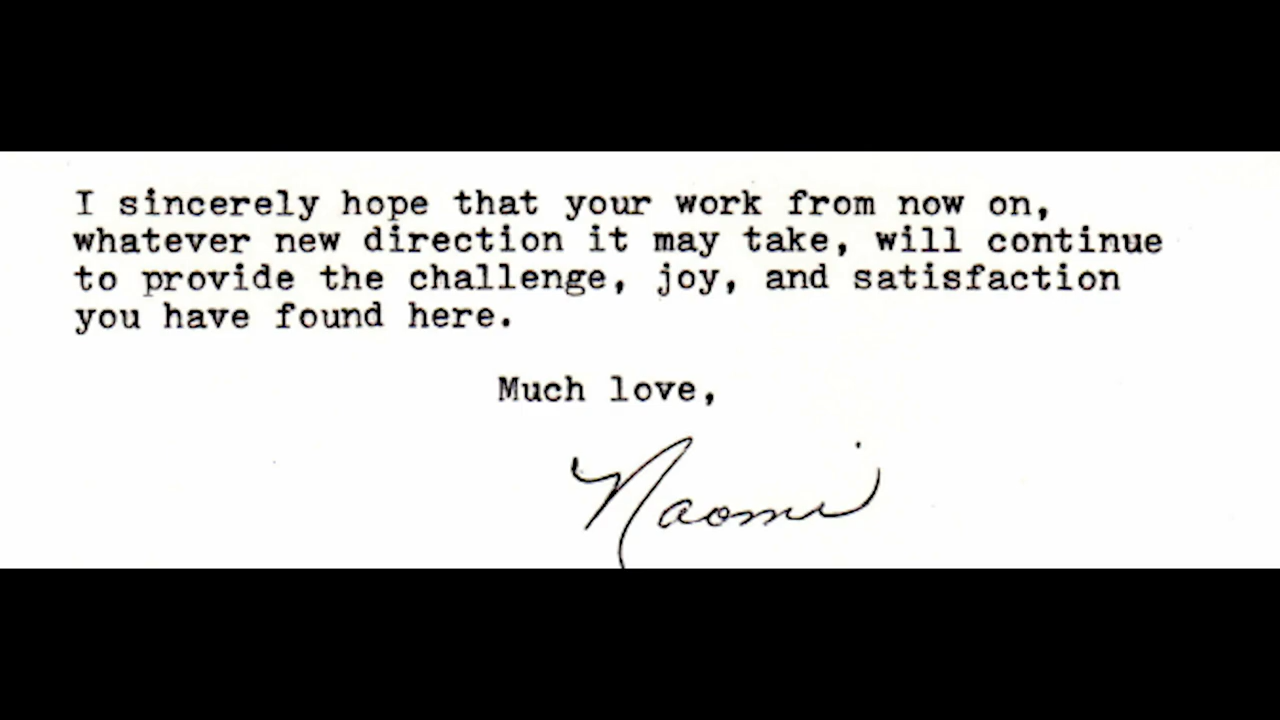 I sincerely hope that your work from now on,
whatever new direction it may take, will continue
to provide the challenge, joy, and satisfaction
you have found here.
Much love,
Naomi